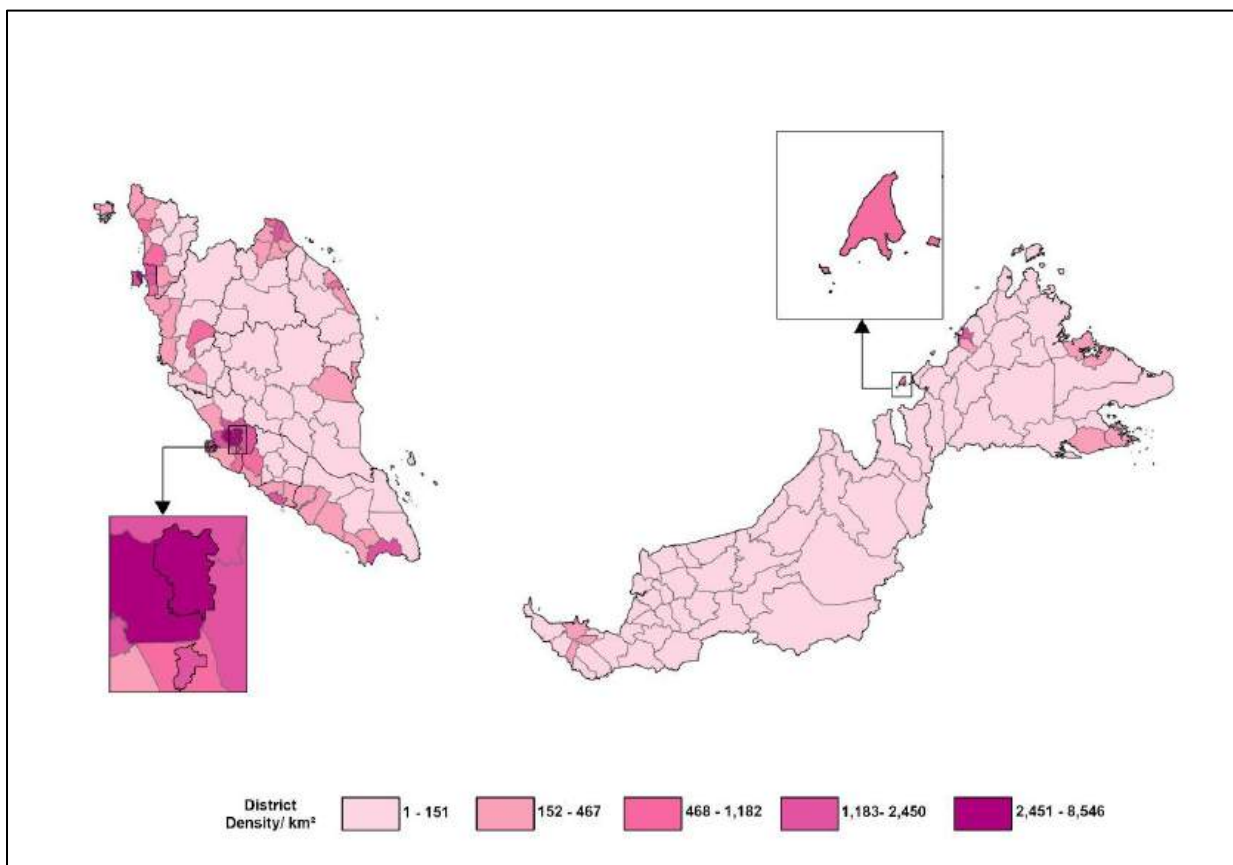 District
Density/ km²
1 - 151
152 - 467
468 - 1,182
1,183- 2,450
2,451 - 8,546